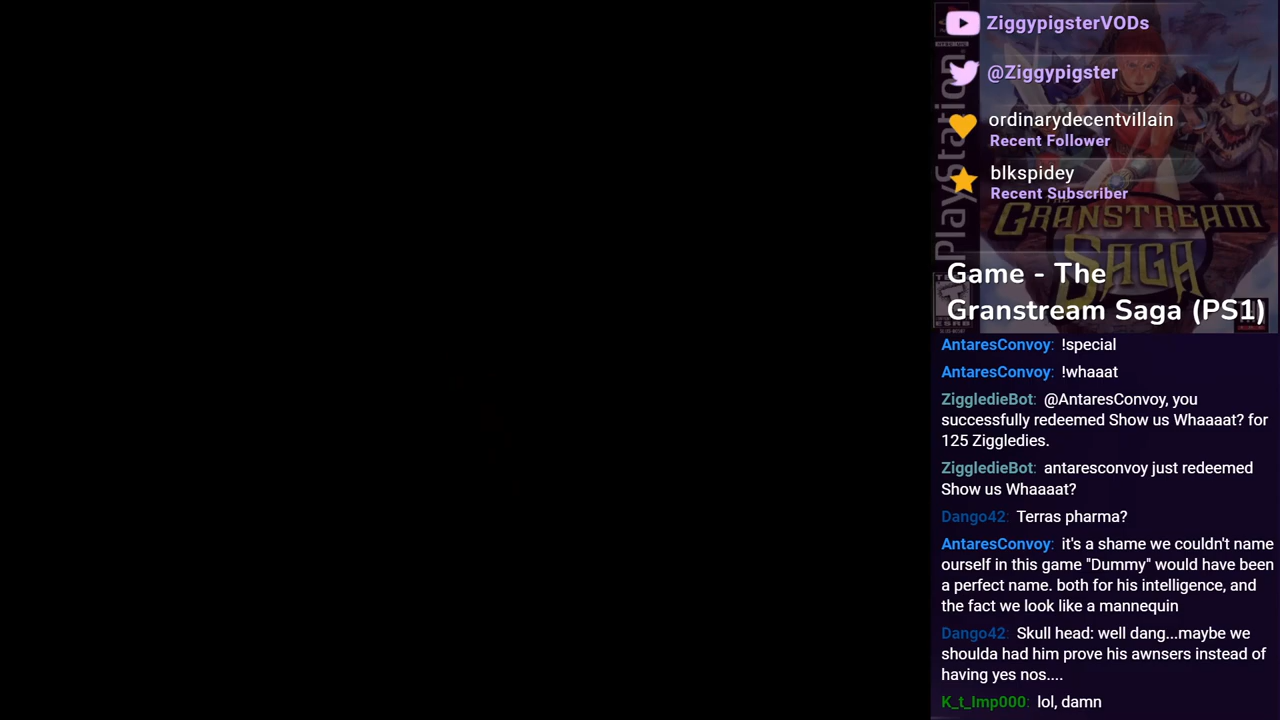 ZiggypigsterVODs
@Ziggypigster
ordinarydecentvillain
Recent Follower
blkspidey
Recent Subscriber
PlayStation
THE
GRANSTREAM
SAGA
Game - The
Granstream Saga (PS1)
AntaresConvoy: !special
AntaresConvoy: !whaaat
ZiggledieBot: @AntaresConvoy, you
successfully redeemed Show us Whaaaat? for
125 Ziggledies.
ZiggledieBot: antaresconvoy just redeemed
Show us Whaaaat?
Dango42: Terras pharma?
AntaresConvoy: it's a shame we couldn't name
ourself in this game "Dummy" would have been
a perfect name. both for his intelligence, and
the fact we look like a mannequin
Dango42: Skull head: well dang...maybe we
shoulda had him prove his awnsers instead of
having yes nos....
K_t_Imp000: lol, damn